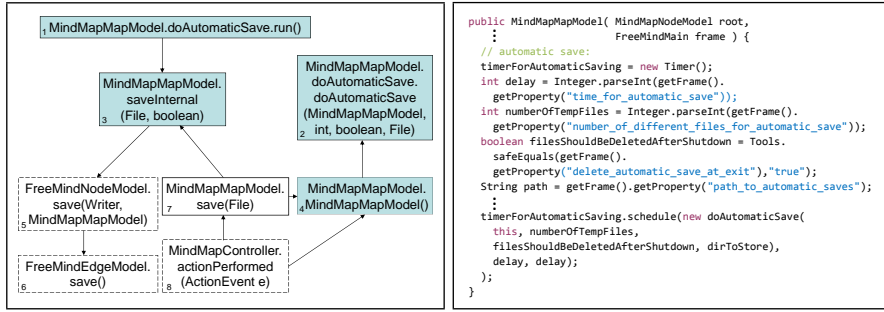 1 MindMapMapModel.doAutomaticSave.run()
MindMapMapModel.
saveInternal
(File, boolean)
3
MindMapMapModel.
doAutomaticSave.
doAutomaticSave
(MindMapModel,
int, boolean, File)
2
FreeMindNodeModel.
save(Writer,
MindMapMapModel)
5
MindMapMapModel.
save(File)
7
MindMapMapModel.
MindMapMapModel()
4
FreeMindEdgeModel.
save()
6
MindMapController.
actionPerformed
(ActionEvent e)
8
public MindMapMapModel( MindMapNodeModel root,
⋮ FreeMindMain frame ) {
// automatic save:
timerForAutomaticSaving = new Timer();
int delay = Integer.parseInt(getFrame().
getProperty("time_for_automatic_save"));
int numberOfTempFiles = Integer.parseInt(getFrame().
getProperty("number_of_different_files_for_automatic_save"));
boolean filesShouldBeDeletedAfterShutdown = Tools.
safeEquals(getFrame().
getProperty("delete_automatic_save_at_exit"),"true");
String path = getFrame().getProperty("path_to_automatic_saves");
⋮
timerForAutomaticSaving.schedule(new doAutomaticSave(
this, numberOfTempFiles,
filesShouldBeDeletedAfterShutdown, dirToStore),
delay, delay);
);
}